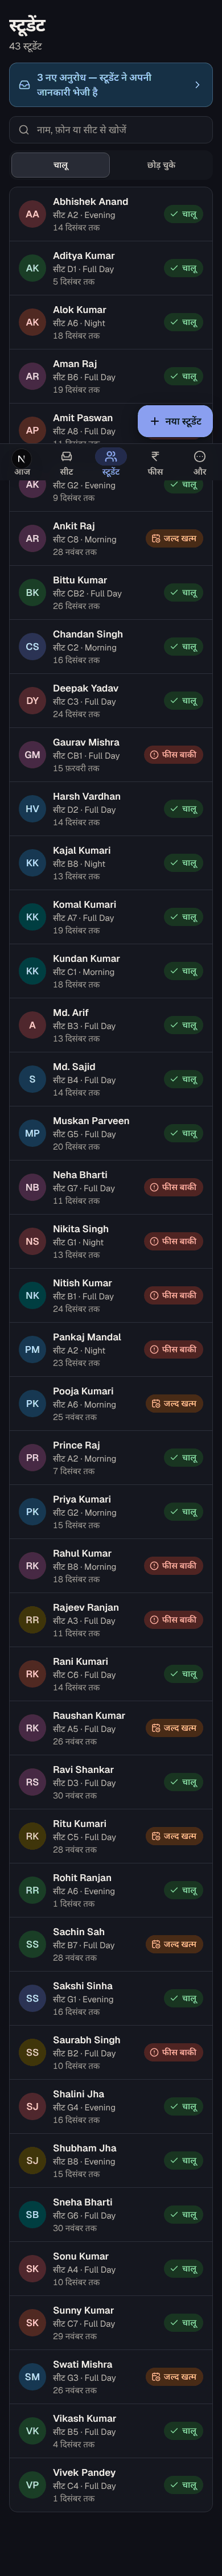 स्टूडेंट
43 स्टूडेंट
3 नए अनुरोध — स्टूडेंट ने अपनी
जानकारी भेजी है
नाम, फ़ोन या सीट से खोजें
चालू
छोड़ चुके
AA
Abhishek Anand
सीट A2 · Evening
14 दिसंबर तक
चालू
AK
Aditya Kumar
सीट D1 · Full Day
5 दिसंबर तक
चालू
AK
Alok Kumar
सीट A6 · Night
18 दिसंबर तक
चालू
AR
Aman Raj
सीट B6 · Full Day
19 दिसंबर तक
चालू
AP
Amit Paswan
सीट A8 · Full Day
नया स्टूडेंट
आज
सीट
स्टूडेंट
फीस
और
AK
सीट G2 · Evening
9 दिसंबर तक
चालू
AR
Ankit Raj
सीट C8 · Morning
28 नवंबर तक
जल्द खत्म
BK
Bittu Kumar
सीट CB2 · Full Day
26 दिसंबर तक
चालू
CS
Chandan Singh
सीट C2 · Morning
16 दिसंबर तक
चालू
DY
Deepak Yadav
सीट C3 · Full Day
24 दिसंबर तक
चालू
GM
Gaurav Mishra
सीट CB1 · Full Day
15 फ़रवरी तक
फीस बाकी
HV
Harsh Vardhan
सीट D2 · Full Day
14 दिसंबर तक
चालू
KK
Kajal Kumari
सीट B8 · Night
13 दिसंबर तक
चालू
KK
Komal Kumari
सीट A7 · Full Day
19 दिसंबर तक
चालू
KK
Kundan Kumar
सीट C1 · Morning
18 दिसंबर तक
चालू
A
Md. Arif
सीट B3 · Full Day
13 दिसंबर तक
चालू
S
Md. Sajid
सीट B4 · Full Day
14 दिसंबर तक
चालू
MP
Muskan Parveen
सीट G5 · Full Day
20 दिसंबर तक
चालू
NB
Neha Bharti
सीट G7 · Full Day
11 दिसंबर तक
फीस बाकी
NS
Nikita Singh
सीट G1 · Night
13 दिसंबर तक
फीस बाकी
NK
Nitish Kumar
सीट B1 · Full Day
24 दिसंबर तक
फीस बाकी
PM
Pankaj Mandal
सीट A2 · Night
23 दिसंबर तक
फीस बाकी
PK
Pooja Kumari
सीट A6 · Morning
25 नवंबर तक
जल्द खत्म
PR
Prince Raj
सीट A2 · Morning
7 दिसंबर तक
चालू
PK
Priya Kumari
सीट G2 · Morning
15 दिसंबर तक
चालू
RK
Rahul Kumar
सीट B8 · Morning
18 दिसंबर तक
फीस बाकी
RR
Rajeev Ranjan
सीट A3 · Full Day
11 दिसंबर तक
फीस बाकी
RK
Rani Kumari
सीट C6 · Full Day
14 दिसंबर तक
चालू
RK
Raushan Kumar
सीट A5 · Full Day
26 नवंबर तक
जल्द खत्म
RS
Ravi Shankar
सीट D3 · Full Day
30 नवंबर तक
चालू
RK
Ritu Kumari
सीट C5 · Full Day
28 नवंबर तक
जल्द खत्म
RR
Rohit Ranjan
सीट A6 · Evening
1 दिसंबर तक
चालू
SS
Sachin Sah
सीट B7 · Full Day
28 नवंबर तक
जल्द खत्म
SS
Sakshi Sinha
सीट G1 · Evening
16 दिसंबर तक
चालू
SS
Saurabh Singh
सीट B2 · Full Day
10 दिसंबर तक
फीस बाकी
SJ
Shalini Jha
सीट G4 · Evening
16 दिसंबर तक
चालू
SJ
Shubham Jha
सीट B8 · Evening
15 दिसंबर तक
चालू
SB
Sneha Bharti
सीट G6 · Full Day
30 नवंबर तक
चालू
SK
Sonu Kumar
सीट A4 · Full Day
10 दिसंबर तक
चालू
SK
Sunny Kumar
सीट C7 · Full Day
29 नवंबर तक
चालू
SM
Swati Mishra
सीट G3 · Full Day
26 नवंबर तक
जल्द खत्म
VK
Vikash Kumar
सीट B5 · Full Day
4 दिसंबर तक
चालू
VP
Vivek Pandey
सीट C4 · Full Day
1 दिसंबर तक
चालू